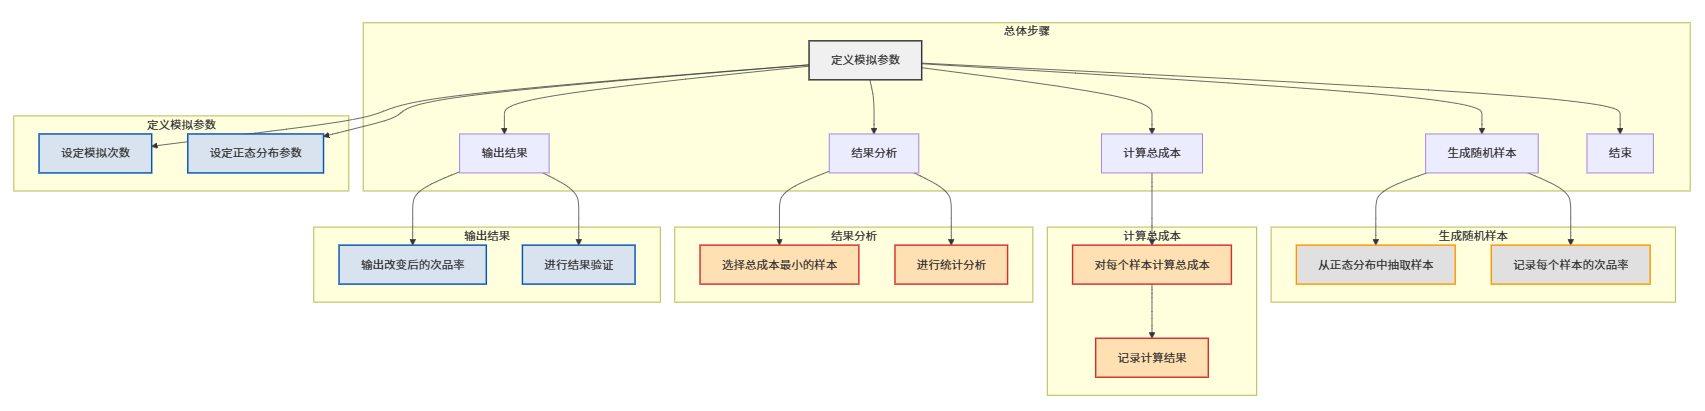 总体步骤
定义模拟参数
定义模拟参数
设定模拟次数
设定正态分布参数
输出结果
结果分析
计算总成本
生成随机样本
结束
输出结果
输出改变后的次品率
进行结果验证
结果分析
选择总成本最小的样本
进行统计分析
计算总成本
对每个样本计算总成本
记录计算结果
生成随机样本
从正态分布中抽取样本
记录每个样本的次品率